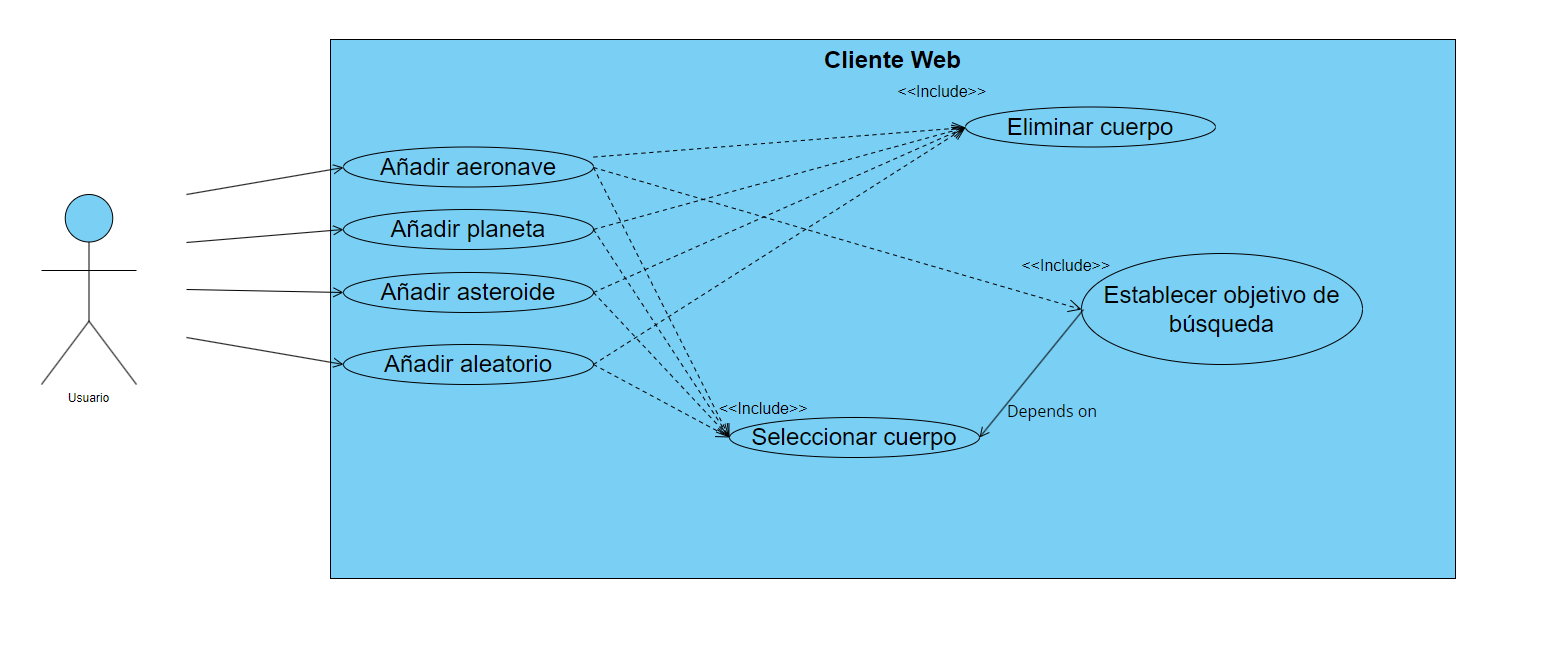 Cliente Web
<<Include>>
Eliminar cuerpo
Añadir aeronave
Añadir planeta
<<Include>>
Añadir asteroide
Establecer objetivo de
búsqueda
Añadir aleatorio
Usuario
<<Include>>
Depends on
Seleccionar cuerpo